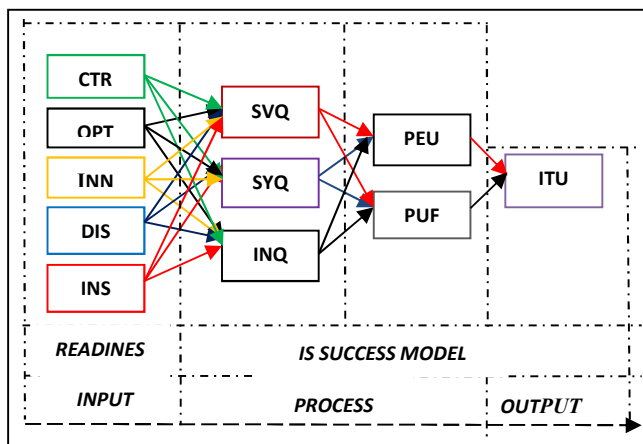 CTR
OPT
INN
DIS
INS
SVQ
SYQ
INQ
PEU
PUF
ITU
READINES
IS SUCCESS MODEL
INPUT
PROCESS
OUTPUT